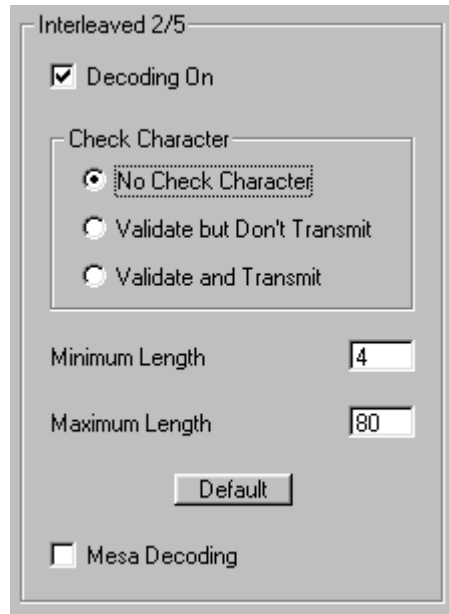 Interleaved 2/5
Decoding On
Check Character
No Check Character
Validate but Don't Transmit
Validate and Transmit
Minimum Length 4
Maximum Length 80
Default
Mesa Decoding